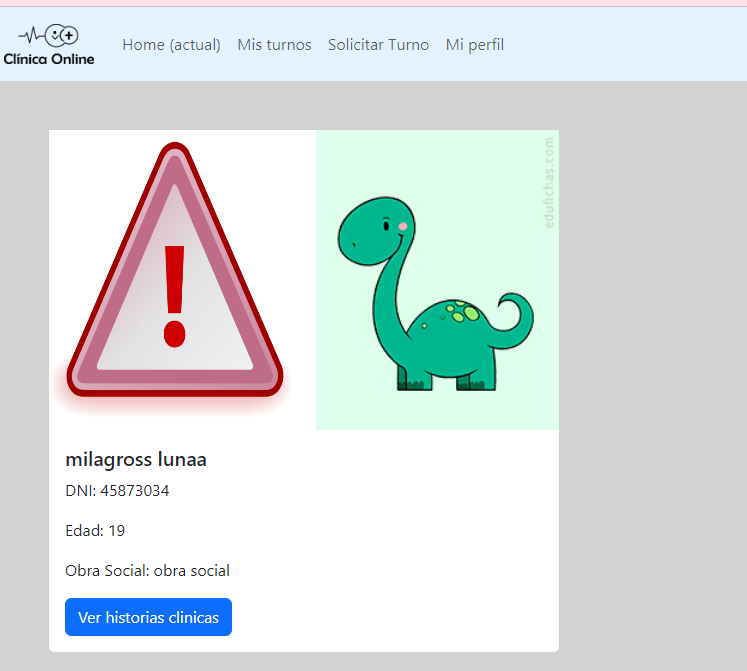 Clínica Online
Home (actual) Mis turnos Solicitar Turno Mi perfil
!
edufichas.com
milagross lunaa
DNI: 45873034
Edad: 19
Obra Social: obra social
Ver historias clinicas